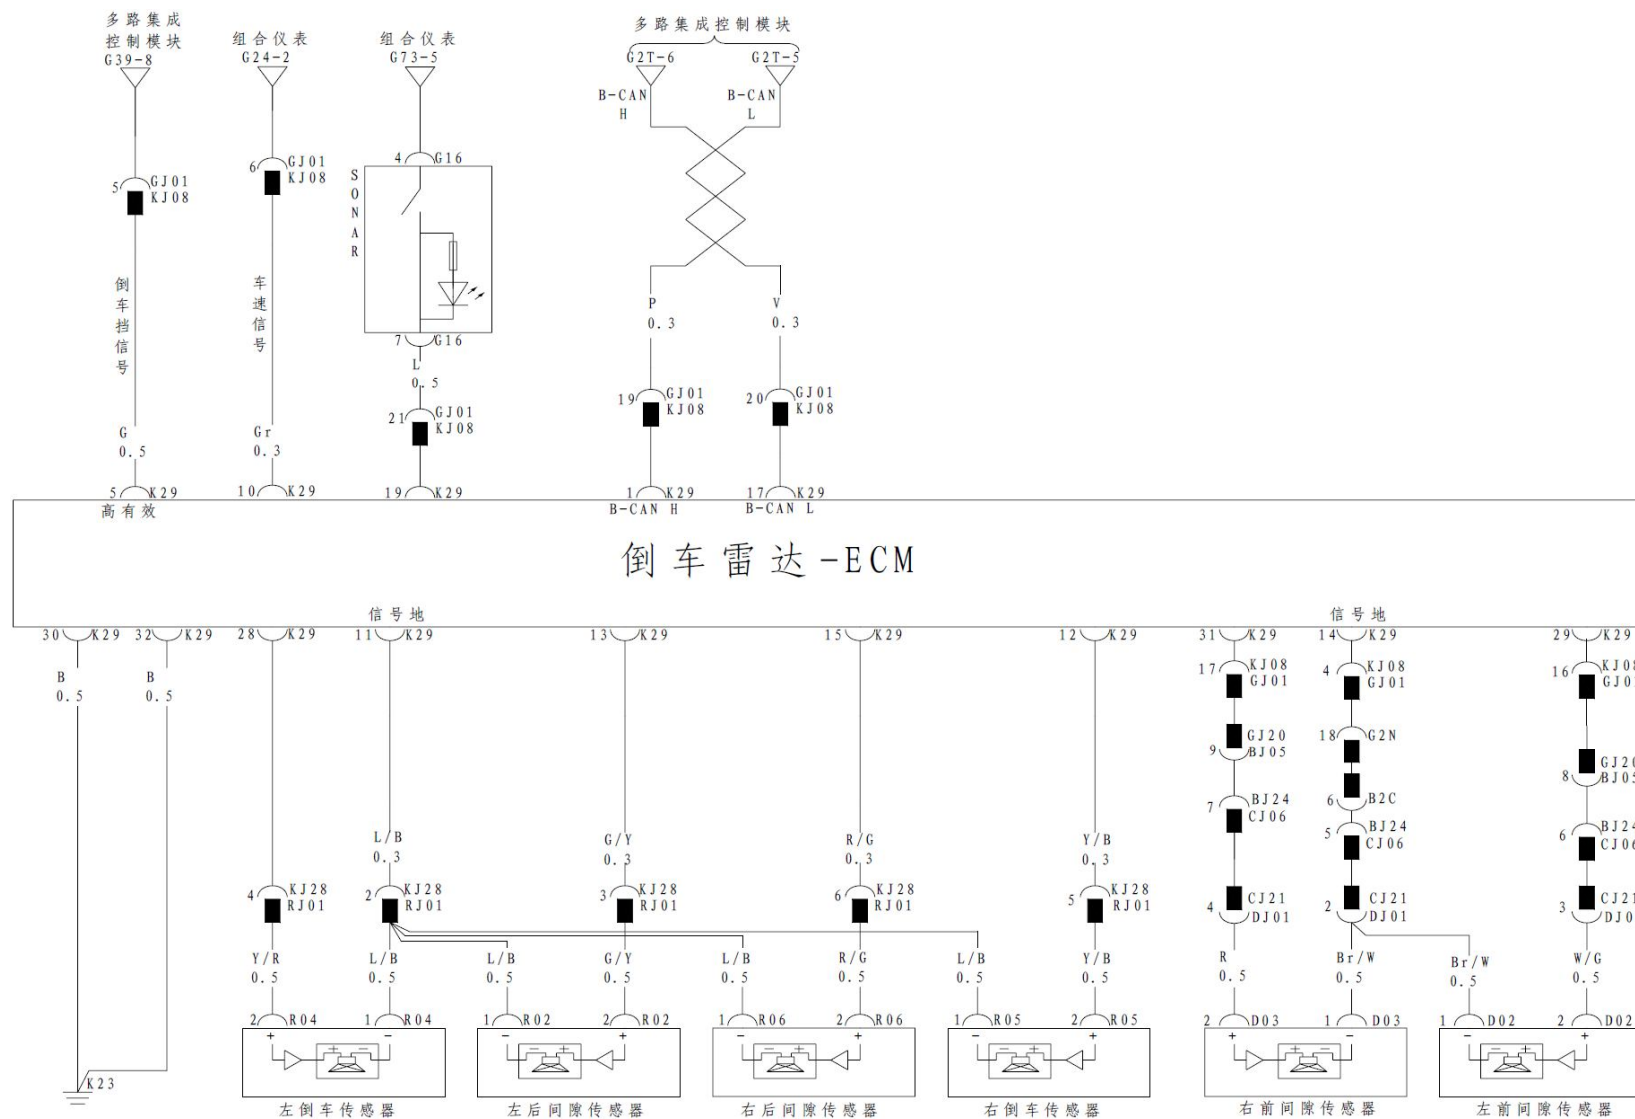 多路集成
控制模块
G39-8
组合仪表
G24-2
组合仪表
G73-5
多路集成控制模块
G2T-6
G2T-5
B-CAN
H
B-CAN
L
4 G16
SONAR
5 GJ01
KJ08
6 GJ01
KJ08
倒车挡信号
车速信号
7 G16
L
0.5
21 GJ01
KJ08
P
0.3
V
0.3
19 GJ01
KJ08
20 GJ01
KJ08
G
0.5
Gr
0.3
5 K29
10 K29
19 K29
1 K29
17 K29
高有效
B-CAN H
B-CAN L
倒车雷达-ECM
信号地
信号地
30 K29
32 K29
28 K29
11 K29
13 K29
15 K29
12 K29
31 K29
14 K29
29 K29
B
0.5
B
0.5
17 KJ08
GJ01
4 KJ08
GJ01
16 KJ08
GJ01
GJ20
9 BJ05
18 G2N
GJ20
8 BJ05
7 BJ24
CJ06
6 B2C
5 BJ24
CJ06
6 BJ24
CJ06
L/B
0.3
G/Y
0.3
R/G
0.3
Y/B
0.3
4 KJ28
RJ01
2 KJ28
RJ01
3 KJ28
RJ01
6 KJ28
RJ01
5 KJ28
RJ01
CJ21
4 DJ01
CJ21
2 DJ01
CJ21
3 DJ0
Y/R
0.5
L/B
0.5
L/B
0.5
G/Y
0.5
L/B
0.5
R/G
0.5
L/B
0.5
Y/B
0.5
R
0.5
Br/W
0.5
Br/W
0.5
W/G
0.5
2 R04
1 R04
1 R02
2 R02
1 R06
2 R06
1 R05
2 R05
2 D03
1 D03
1 D02
2 D02
+ -
- +
- +
- +
+ -
- +
+ -
- +
- +
- +
+ -
- +
K23
左倒车传感器
左后间隙传感器
右后间隙传感器
右倒车传感器
右前间隙传感器
左前间隙传感器